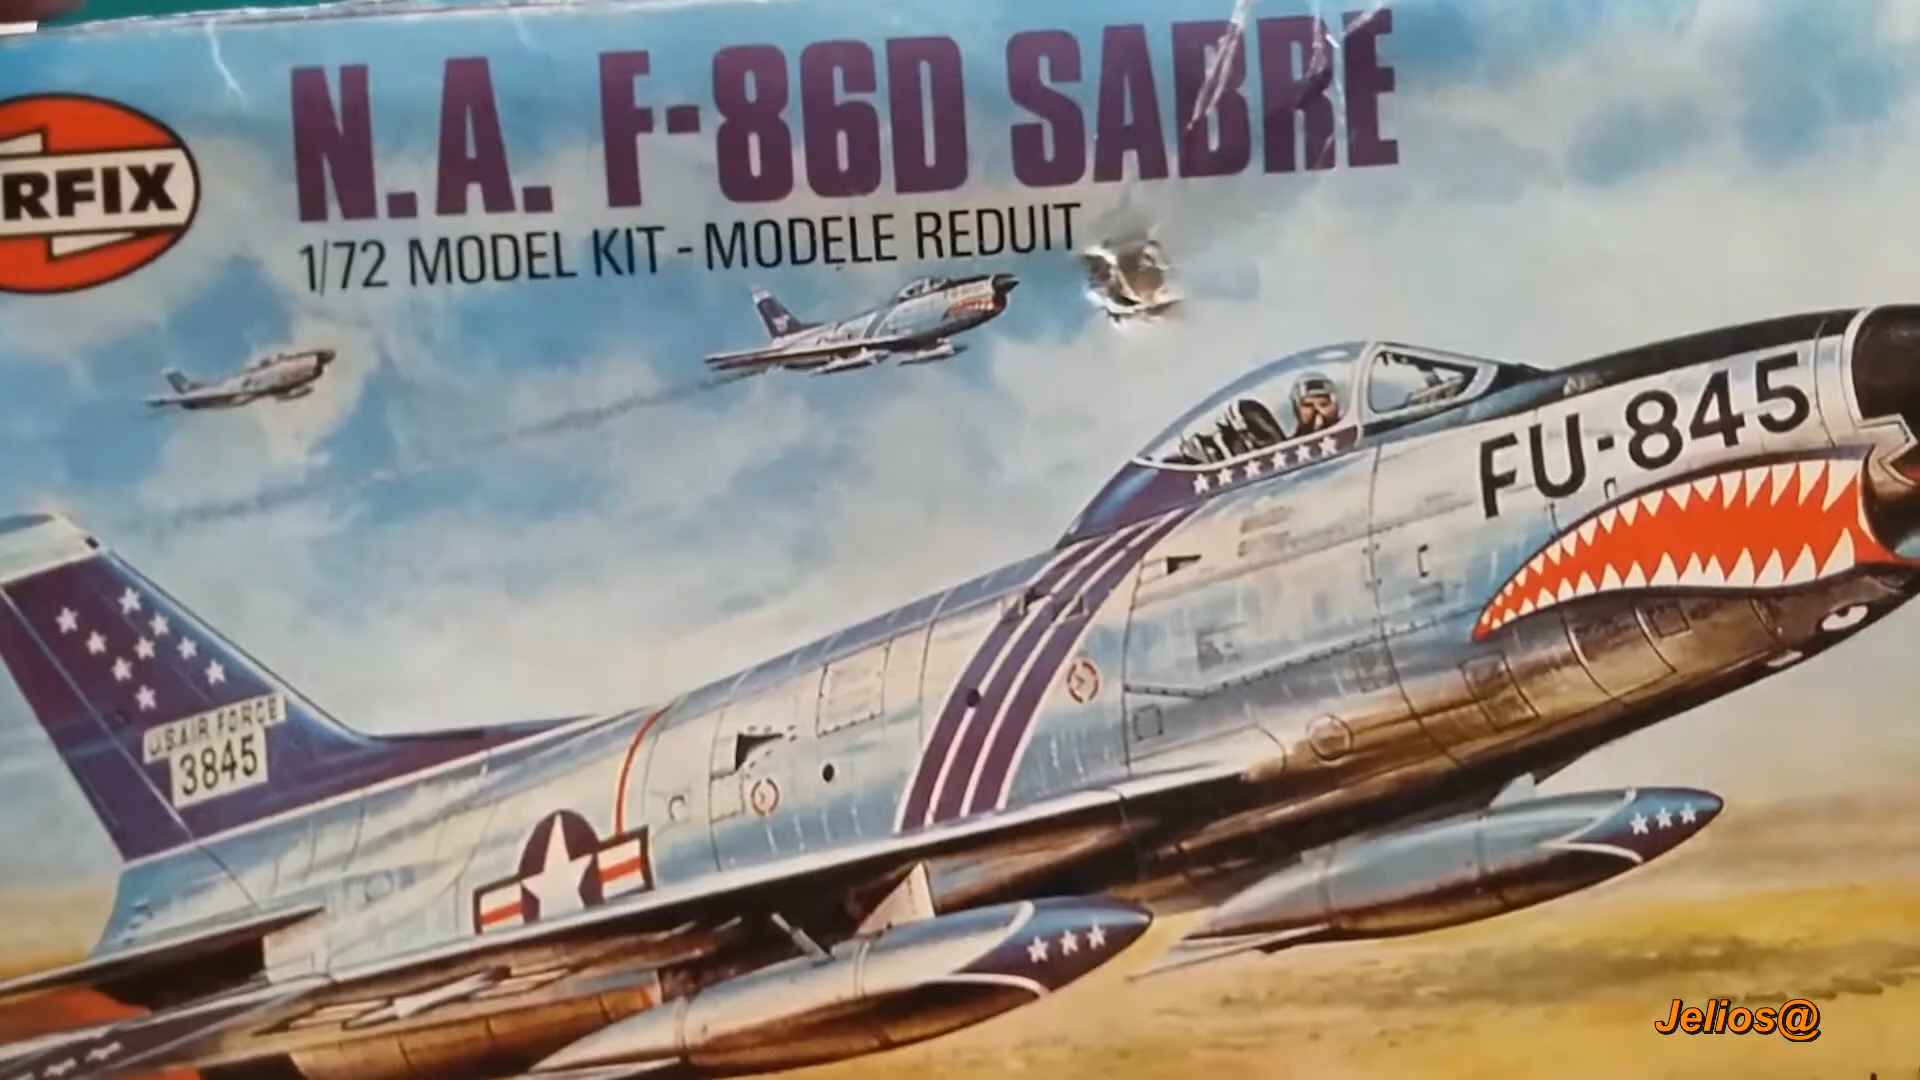 N.A. F-86D SABRE
RFIX
1/72 MODEL KIT - MODELE REDUIT
FU-845
U.S. AIR FORCE
3845
Jelios@